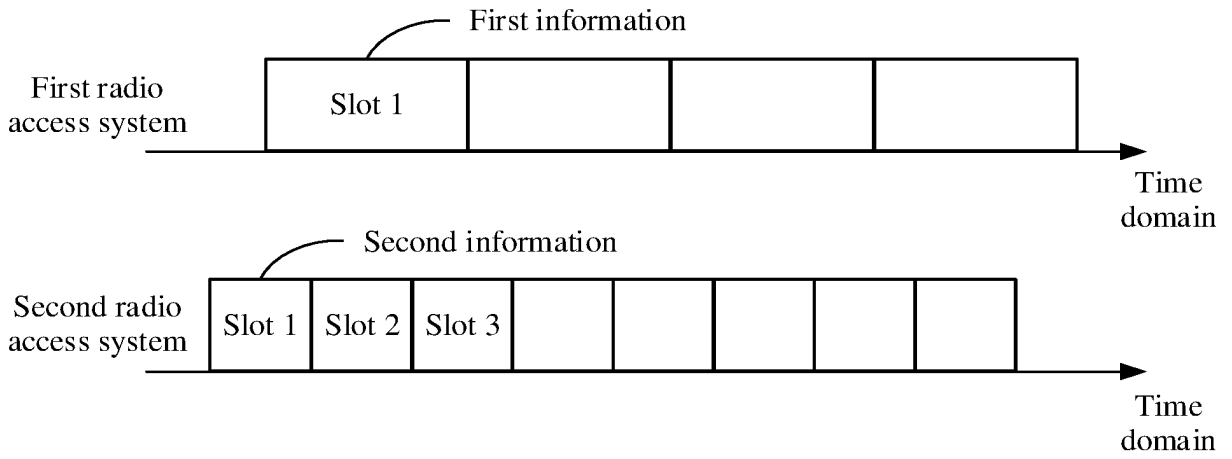 First information
First radio
access system
Slot 1
Time
domain
Second information
Second radio
access system
Slot 1
Slot 2
Slot 3
Time
domain